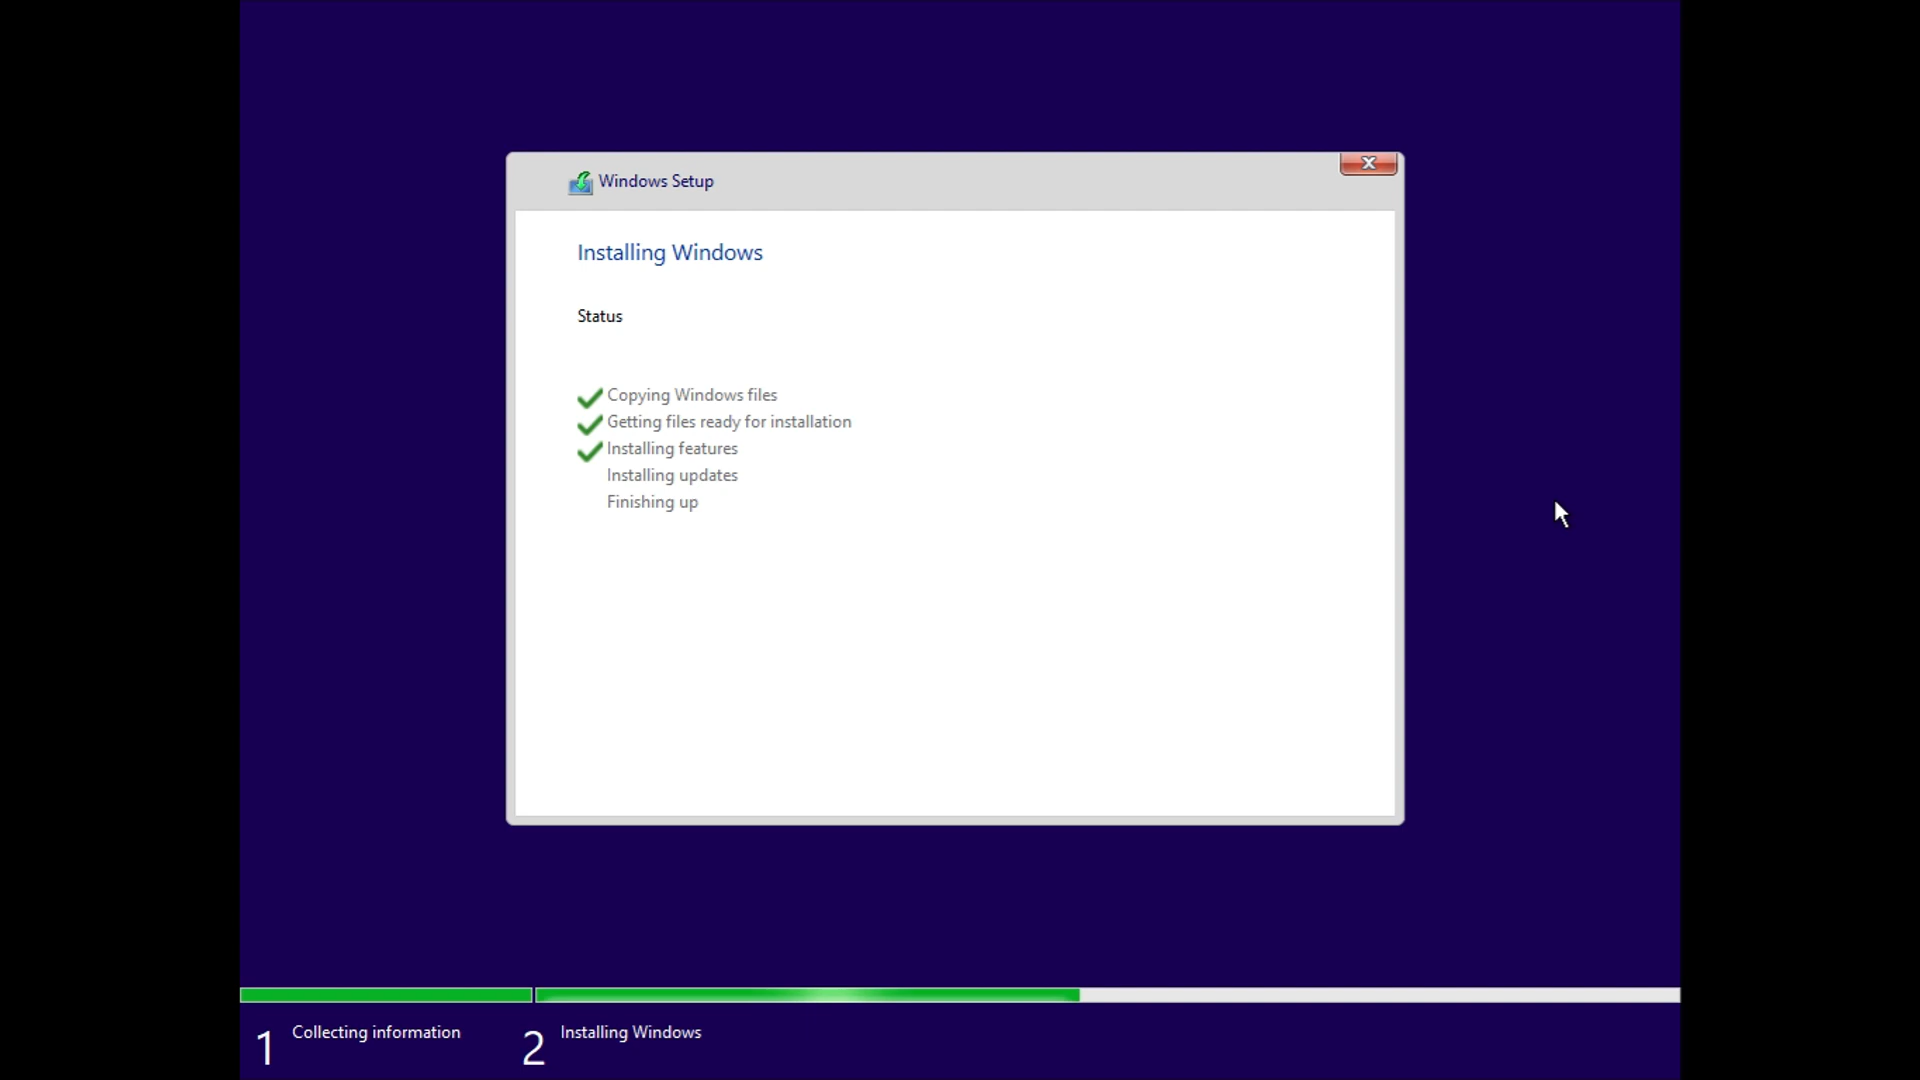 Windows Setup
Installing Windows
Status
Copying Windows files
Getting files ready for installation
Installing features
Installing updates
Finishing up
1 Collecting information
2 Installing Windows